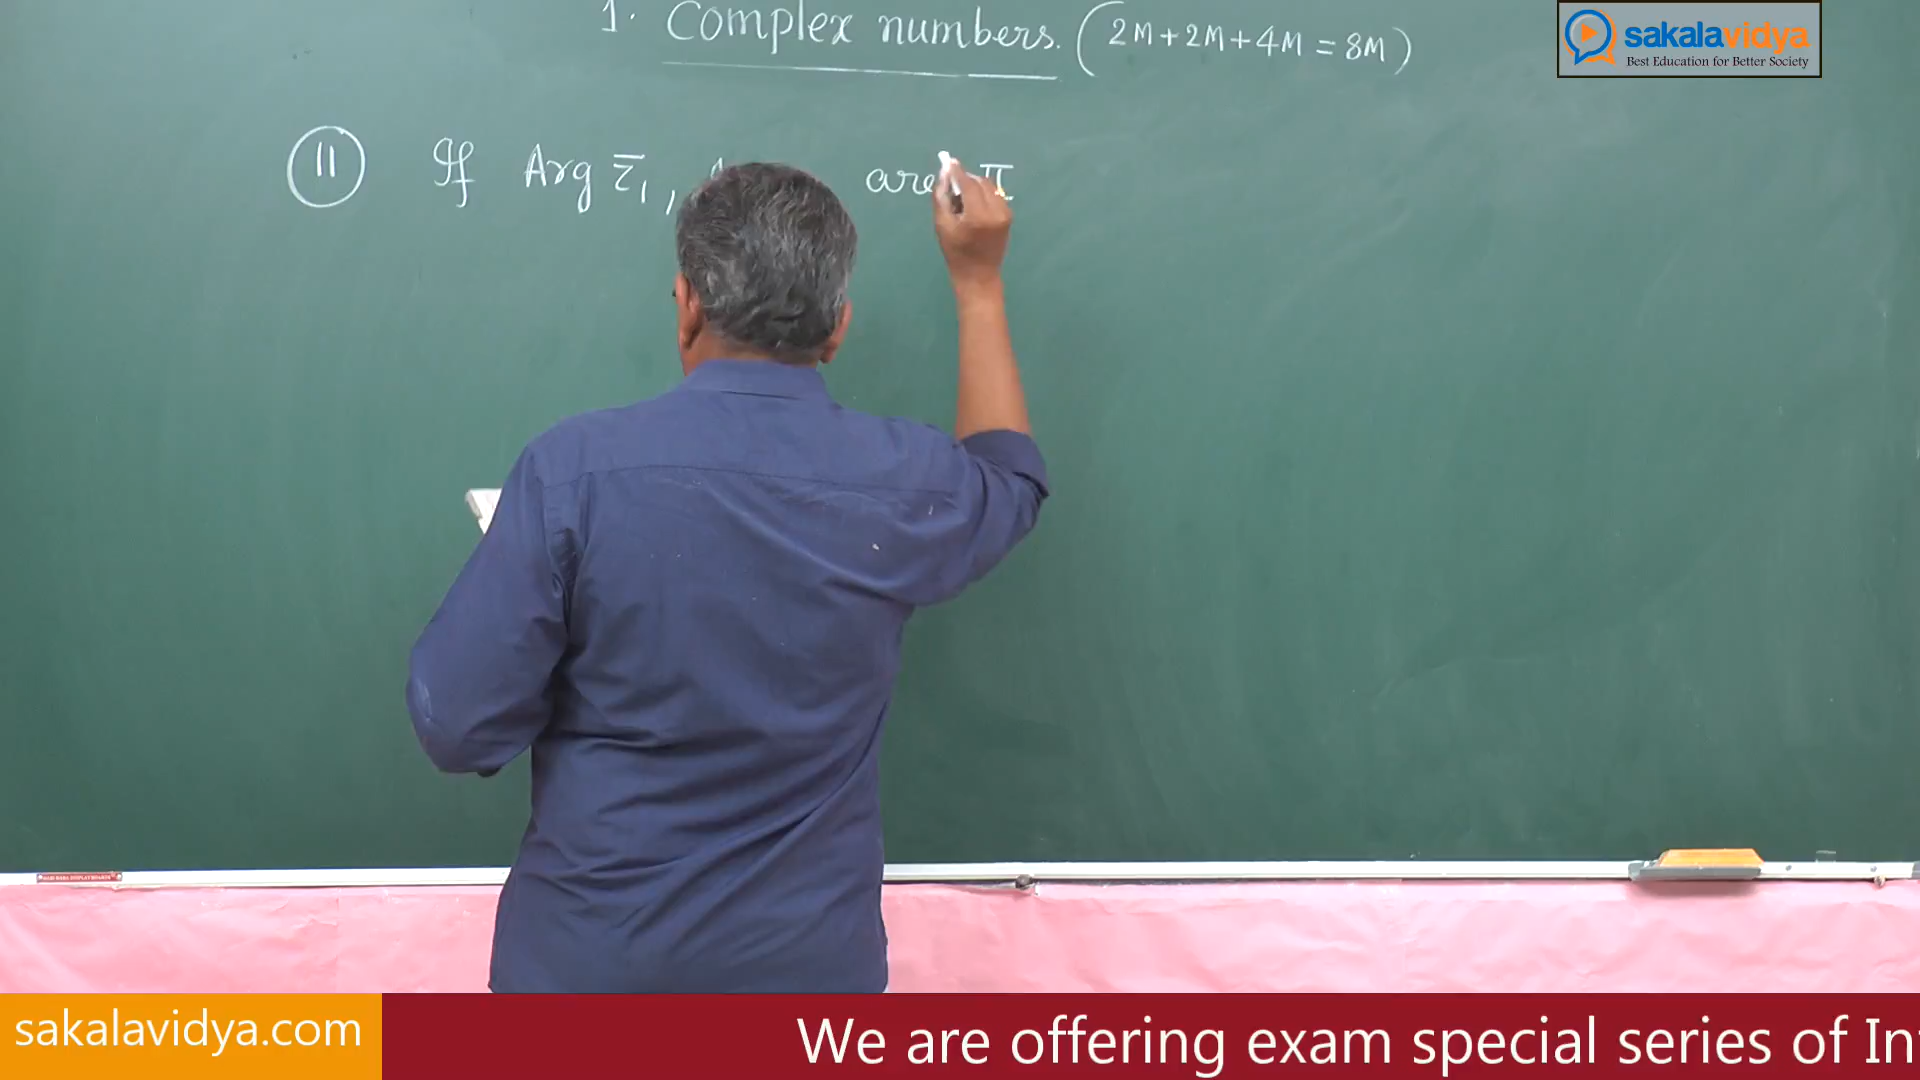 1. Complex numbers. (2M+2M+4M = 8M)
sakalavidya
Best Education for Better Society
11 If Arg z̅₁, are π
sakalavidya.com
We are offering exam special series of In